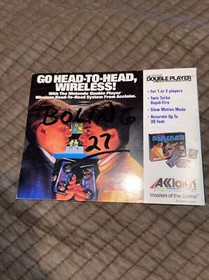 GO HEAD-TO-HEAD,
WIRELESS!
With The Nintendo Double Player
Wireless Head-To-Head System From Acclaim.
BOLING
27
DOUBLE PLAYER
• For 1 or 2 players
• Twin Turbo
Rapid-Fire
• Slow Motion Mode
• Accurate Up To
30 Feet
AKKLAIM
Masters of the Game